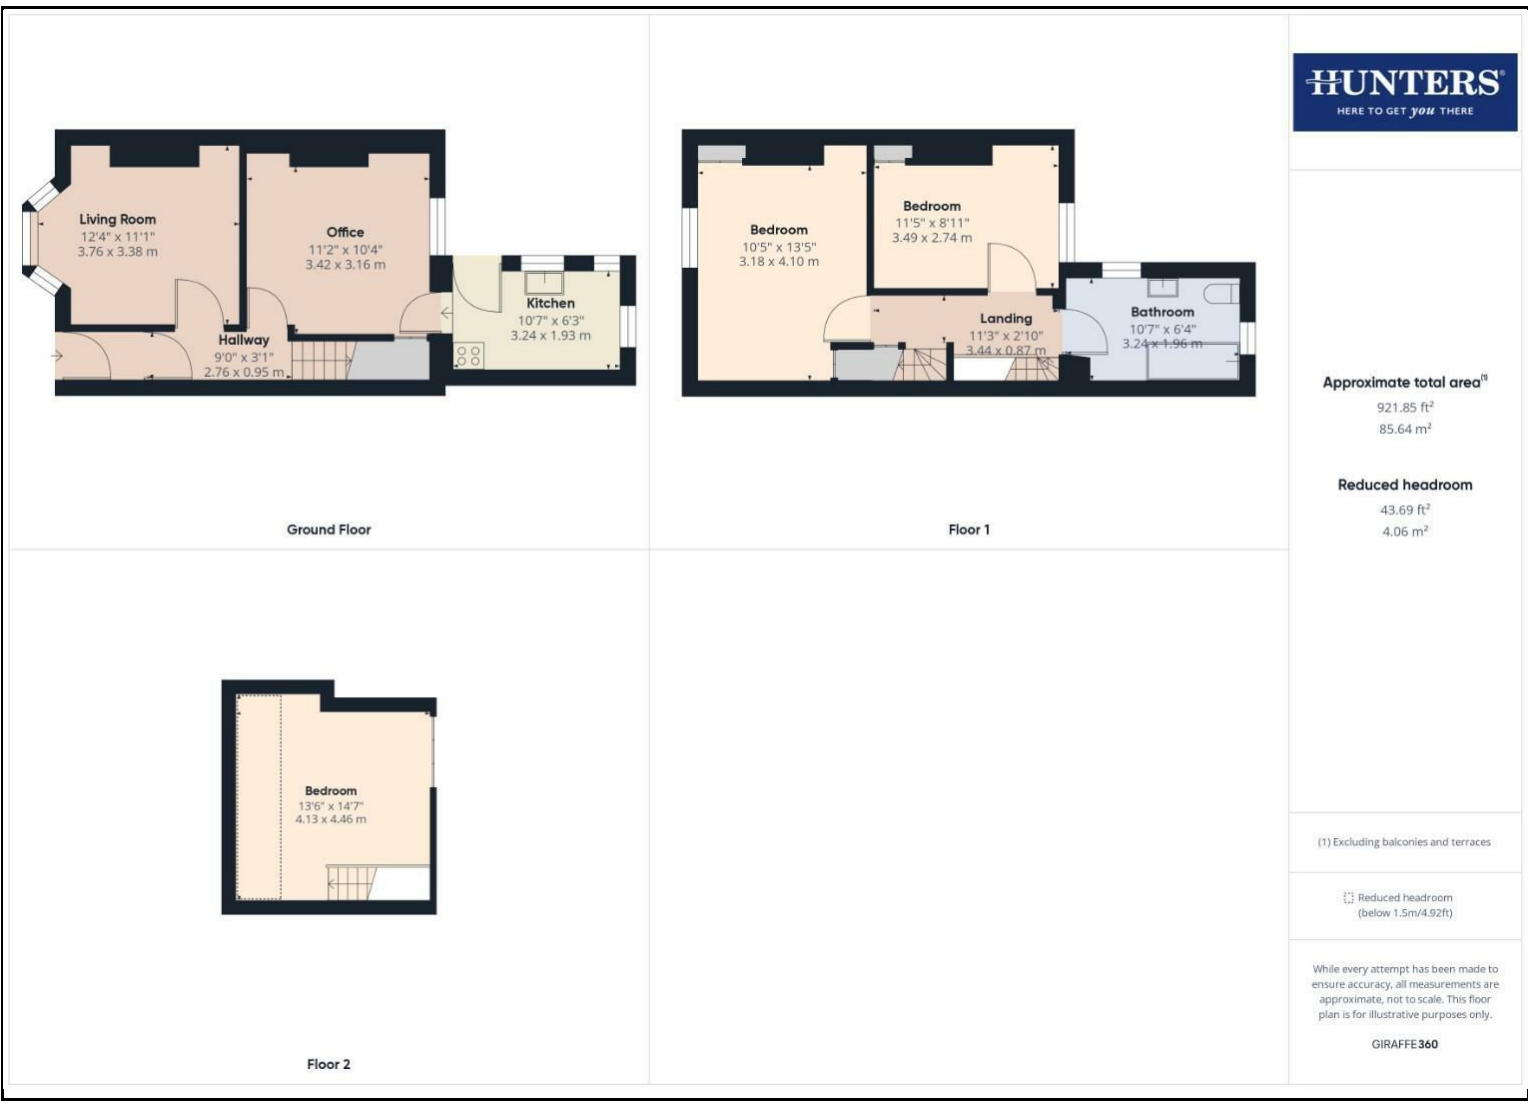 Living Room
12'4" x 11'1"
3.76 x 3.38 m
Office
11'2" x 10'4"
3.42 x 3.16 m
Kitchen
10'7" x 6'3"
3.24 x 1.93 m
Hallway
9'0" x 3'1"
2.76 x 0.95 m
Ground Floor
Bedroom
10'5" x 13'5"
3.18 x 4.10 m
Bedroom
11'5" x 8'11"
3.49 x 2.74 m
Landing
11'3" x 2'10"
3.44 x 0.87 m
Bathroom
10'7" x 6'4"
3.24 x 1.96 m
Floor 1
Bedroom
13'6" x 14'7"
4.13 x 4.46 m
Floor 2
HUNTERS®
HERE TO GET you THERE
Approximate total area(1)
921.85 ft²
85.64 m²
Reduced headroom
43.69 ft²
4.06 m²
(1) Excluding balconies and terraces
Reduced headroom
(below 1.5m/4.92ft)
While every attempt has been made to
ensure accuracy, all measurements are
approximate, not to scale. This floor
plan is for illustrative purposes only.
GIRAFFE360